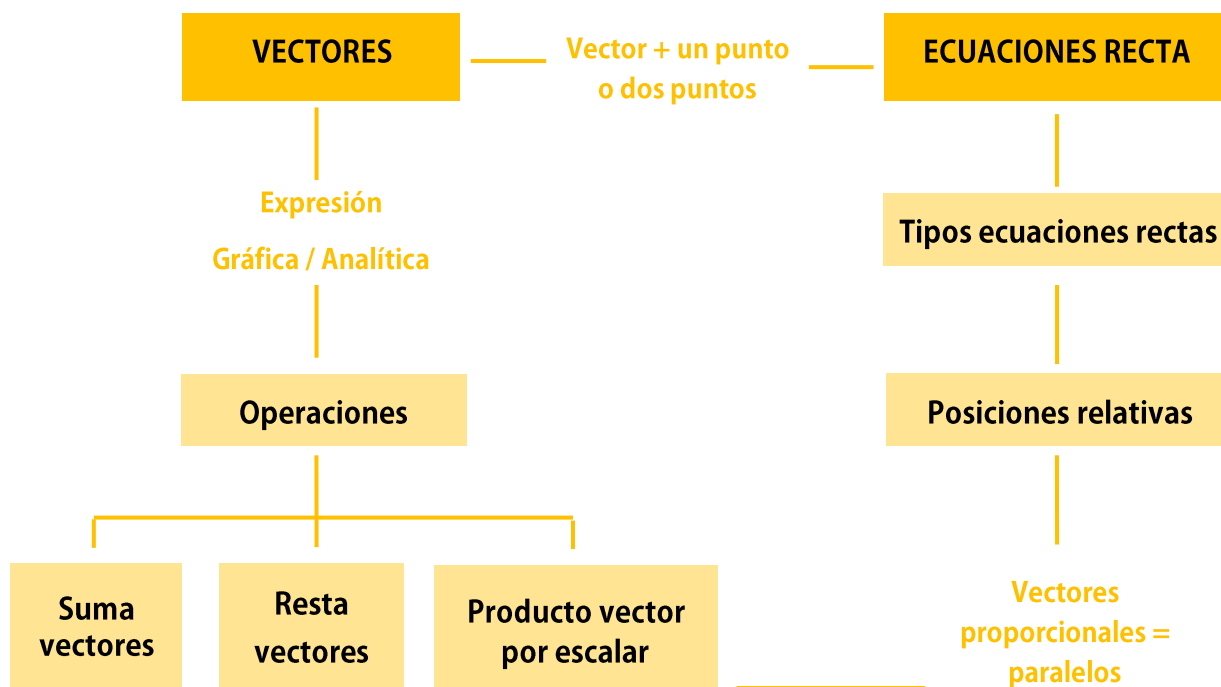 VECTORES
Vector + un punto
o dos puntos
ECUACIONES RECTA
Expresión
Gráfica / Analítica
Tipos ecuaciones rectas
Operaciones
Posiciones relativas
Suma
vectores
Resta
vectores
Producto vector
por escalar
Vectores
proporcionales =
paralelos